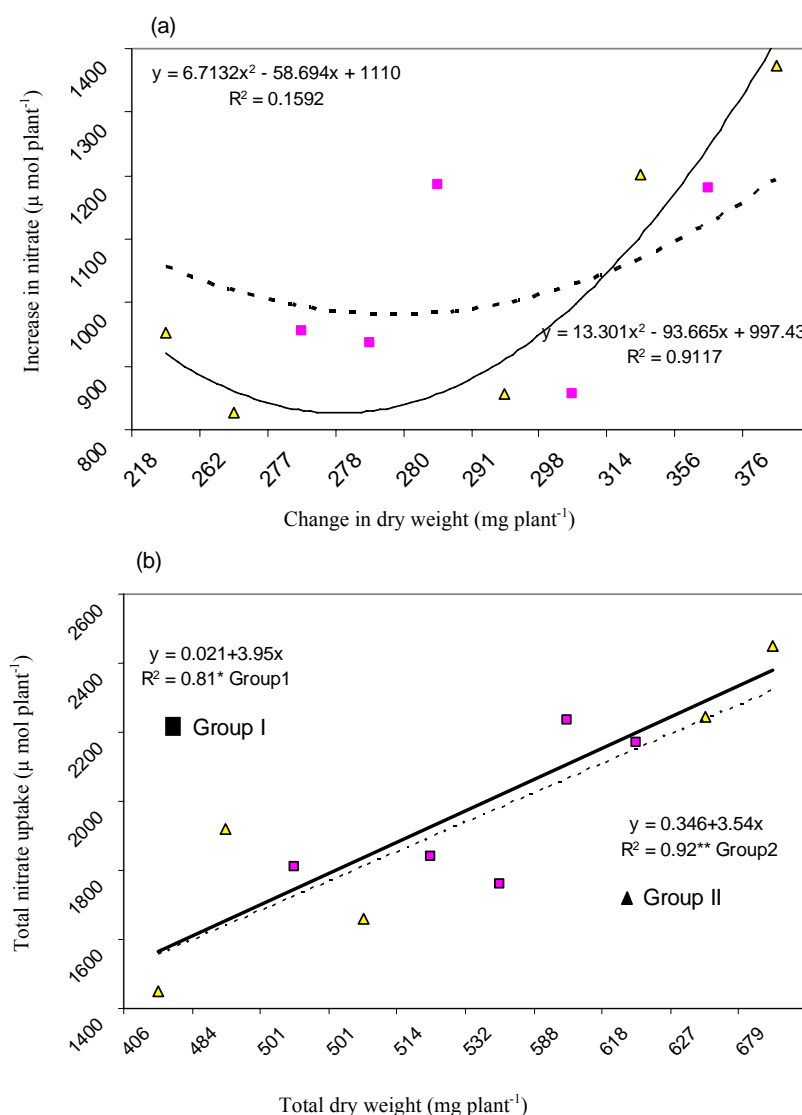 (a)
y = 6.7132x² - 58.694x + 1110
R² = 0.1592
1400
1300
1200
1100
1000
900
800
Increase in nitrate (µ mol plant⁻¹)
y = 13.301x² - 93.665x + 997.43
R² = 0.9117
218 262 277 278 280 291 298 314 356 376
Change in dry weight (mg plant⁻¹)
(b)
2600
2400
2200
2000
1800
1600
1400
Total nitrate uptake (µ mol plant⁻¹)
y = 0.021+3.95x
R² = 0.81* Group1
Group I
y = 0.346+3.54x
R² = 0.92** Group2
Group II
406 484 501 501 514 532 588 618 627 679
Total dry weight (mg plant⁻¹)